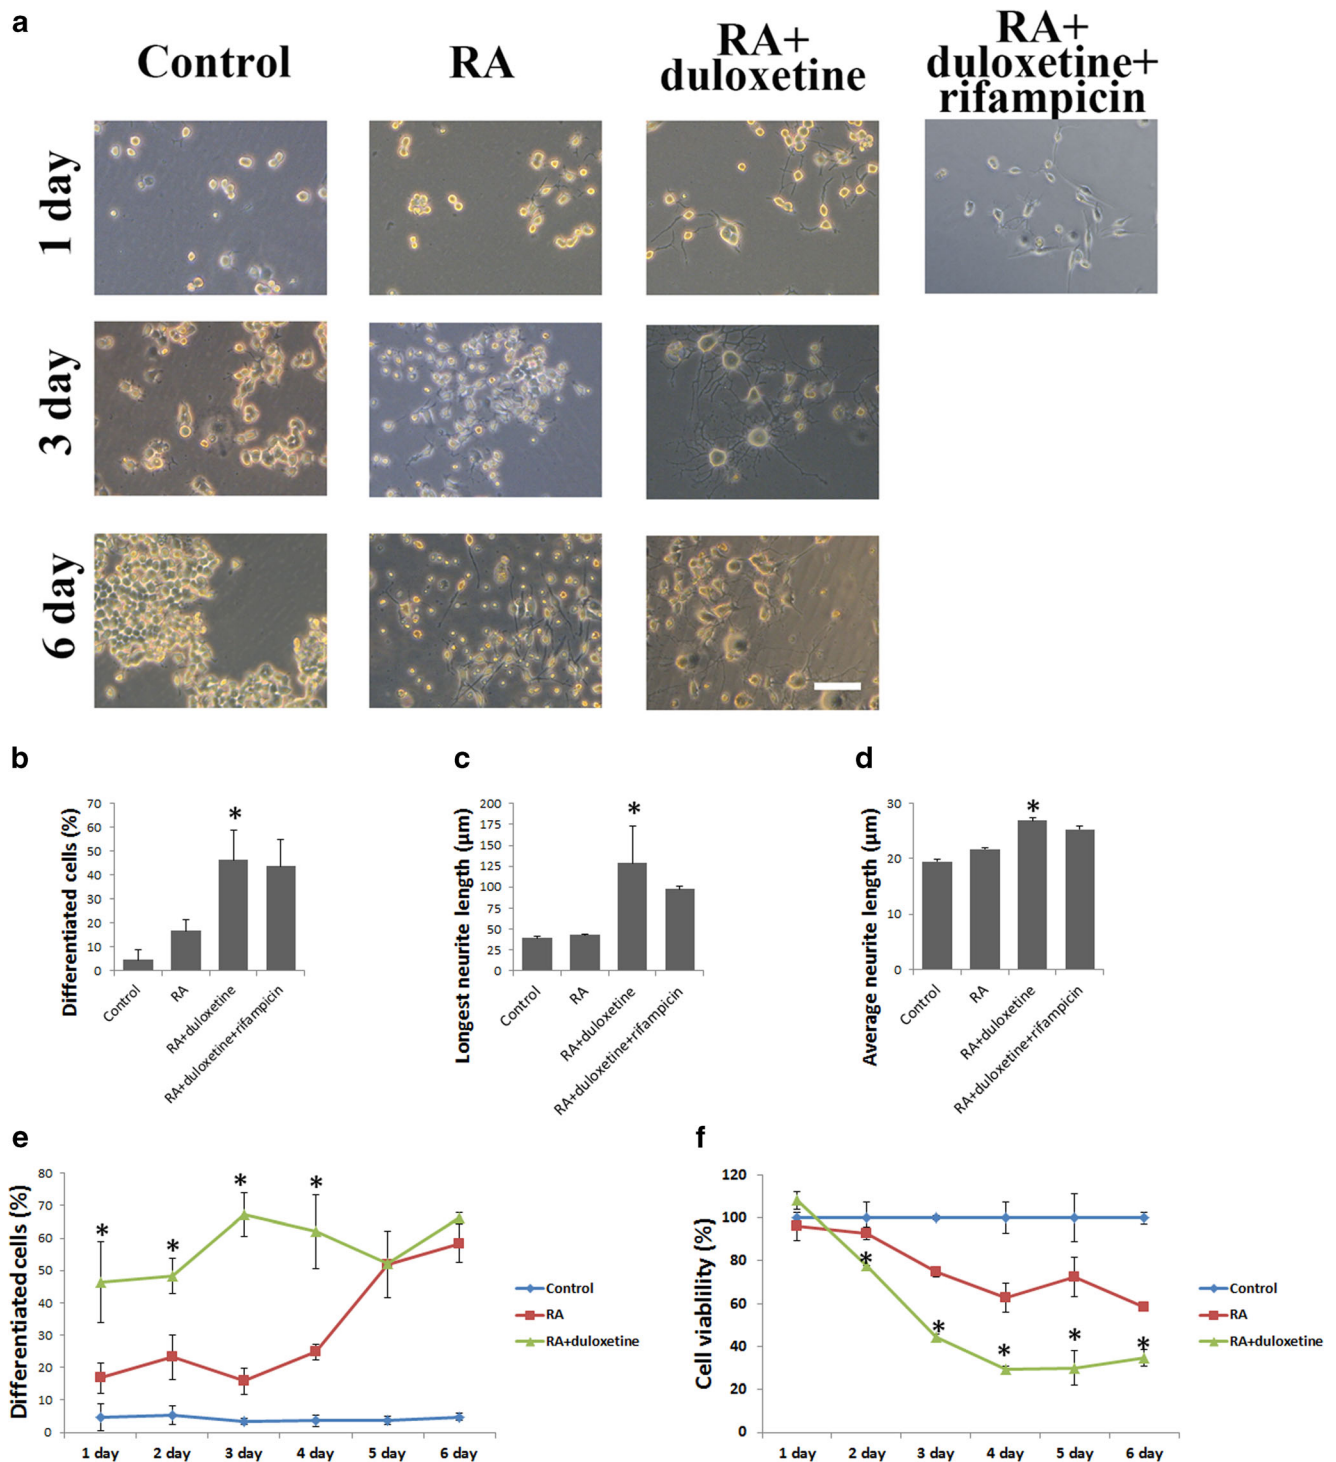 a
Control
RA
RA+
duloxetine
RA+
duloxetine+
rifampicin
1 day
3 day
6 day
b
Differentiated cells (%)
70
60
50
40
30
20
10
0
*
Control
RA
RA+duloxetine
RA+duloxetine+rifampicin
c
Longest neurite length (µm)
200
175
150
125
100
75
50
25
0
*
Control
RA
RA+duloxetine
RA+duloxetine+rifampicin
d
Average neurite length (µm)
30
20
10
0
*
Control
RA
RA+duloxetine
RA+duloxetine+rifampicin
e
Differentiated cells (%)
80
70
60
50
40
30
20
10
0
* * * *
1 day 2 day 3 day 4 day 5 day 6 day
Control
RA
RA+duloxetine
f
Cell viablility (%)
120
100
80
60
40
20
0
* * * * *
1 day 2 day 3 day 4 day 5 day 6 day
Control
RA
RA+duloxetine